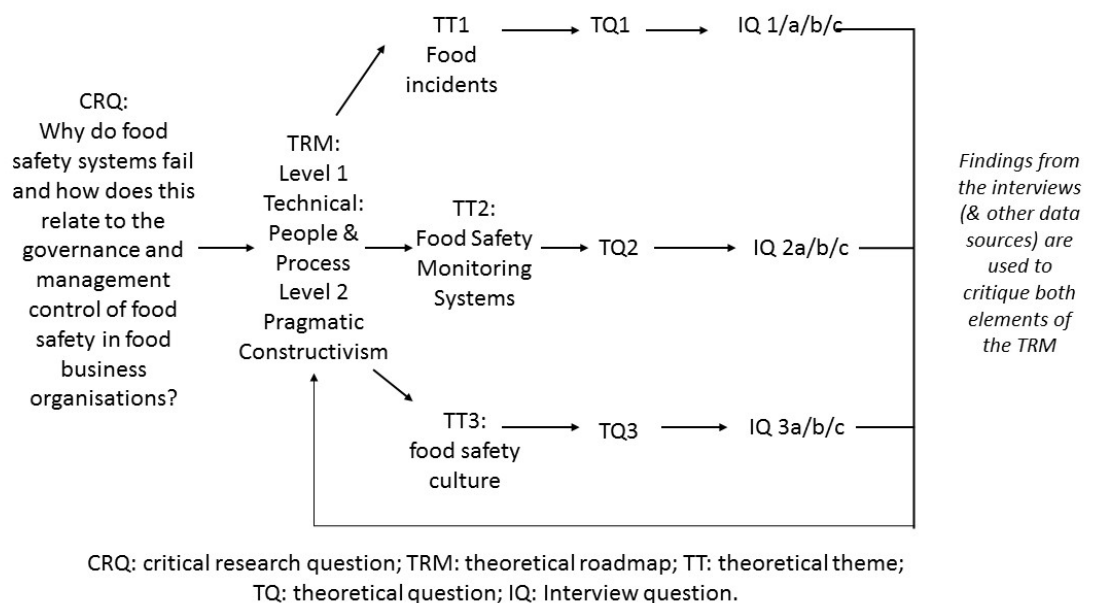 CRQ:
Why do food
safety systems fail
and how does this
relate to the
governance and
management
control of food
safety in food
business
organisations?
TRM:
Level 1
Technical:
People &
Process
Level 2
Pragmatic
Constructivism
TT1
Food
incidents
TQ1
IQ 1/a/b/c
TT2:
Food Safety
Monitoring
Systems
TQ2
IQ 2a/b/c
TT3:
food safety
culture
TQ3
IQ 3a/b/c
Findings from
the interviews
(& other data
sources) are
used to
critique both
elements of
the TRM
CRQ: critical research question; TRM: theoretical roadmap; TT: theoretical theme;
TQ: theoretical question; IQ: Interview question.